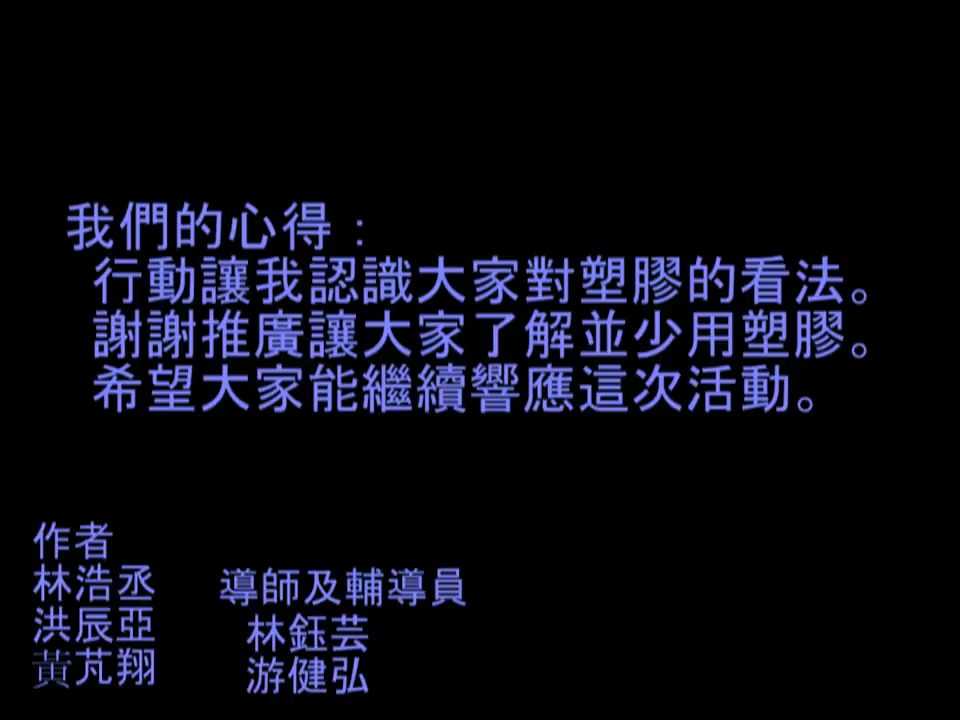 我們的心得：
行動讓我認識大家對塑膠的看法。
謝謝推廣讓大家了解並少用塑膠。
希望大家能繼續響應這次活動。
作者
林浩丞
洪辰亞
黃芃翔
導師及輔導員
林鈺芸
游健弘